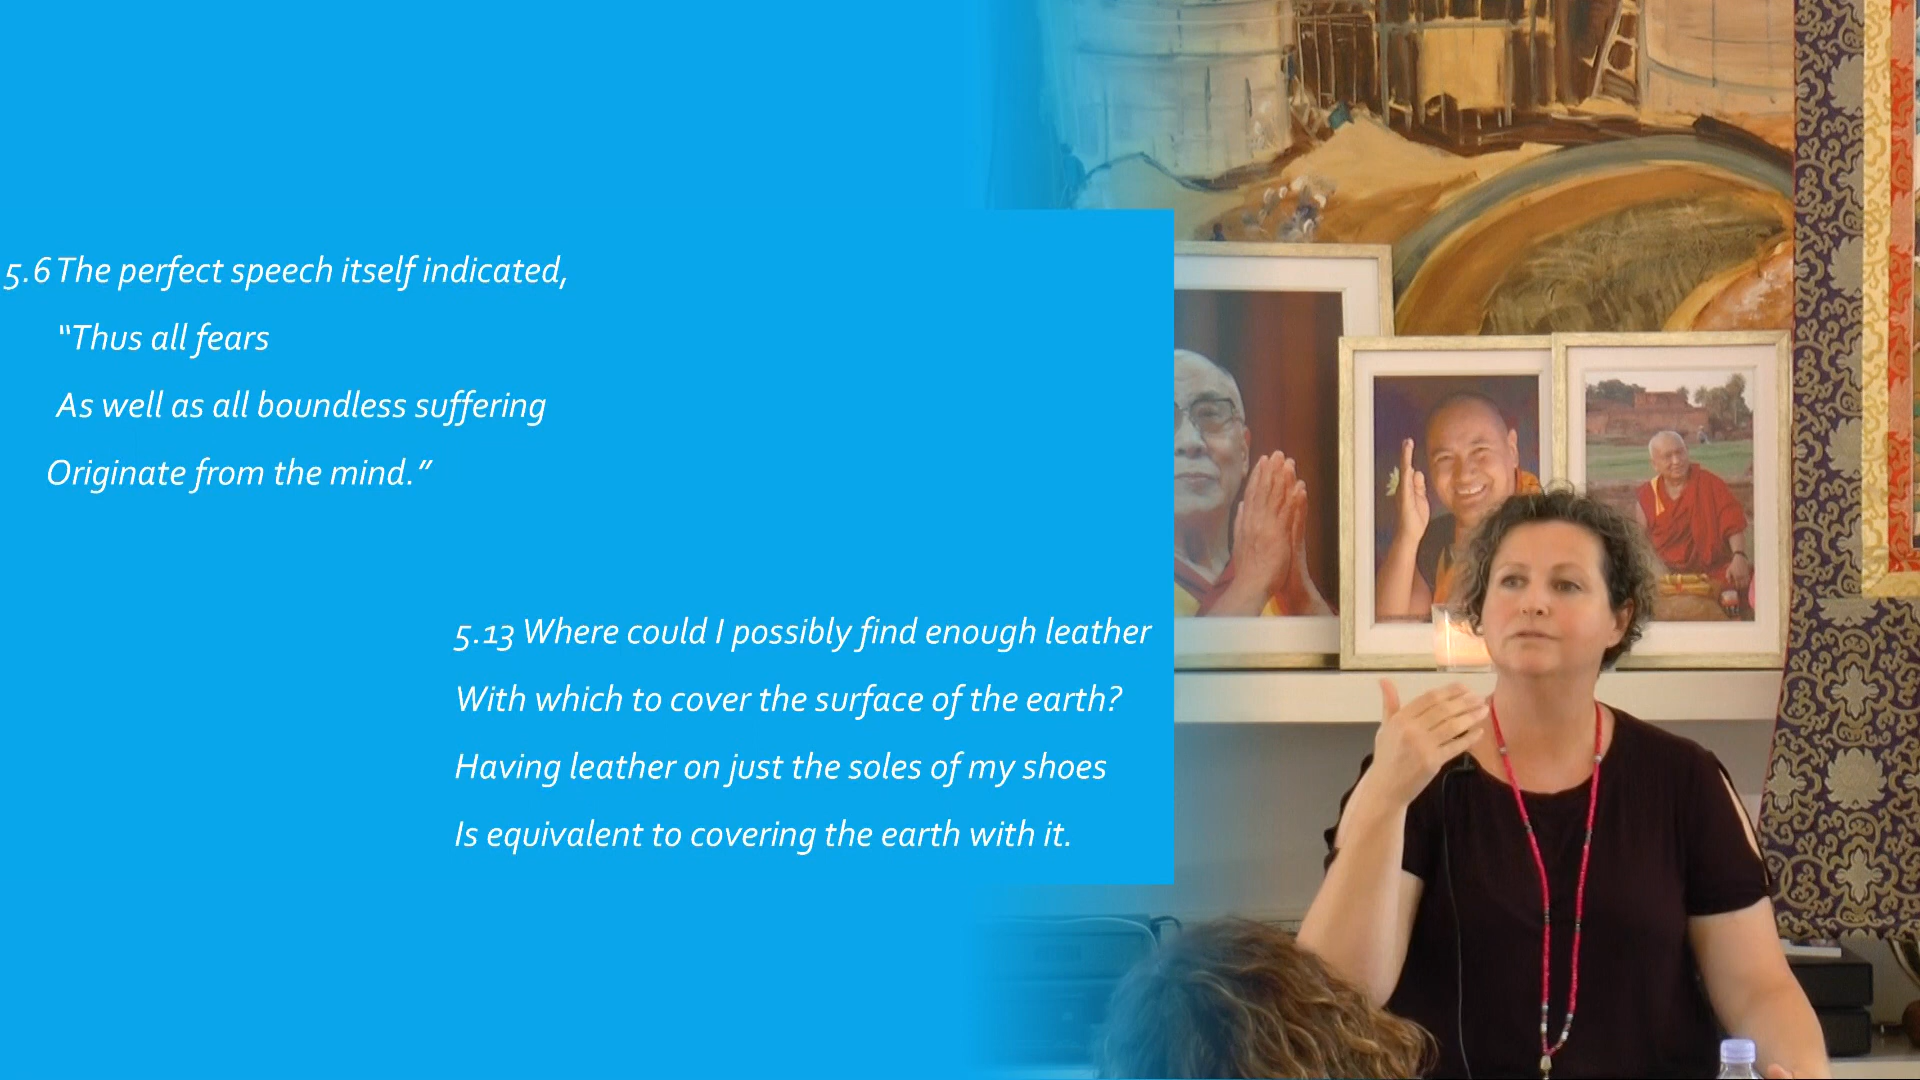 5.6 The perfect speech itself indicated,
“Thus all fears
As well as all boundless suffering
Originate from the mind.”
5.13 Where could I possibly find enough leather
With which to cover the surface of the earth?
Having leather on just the soles of my shoes
Is equivalent to covering the earth with it.